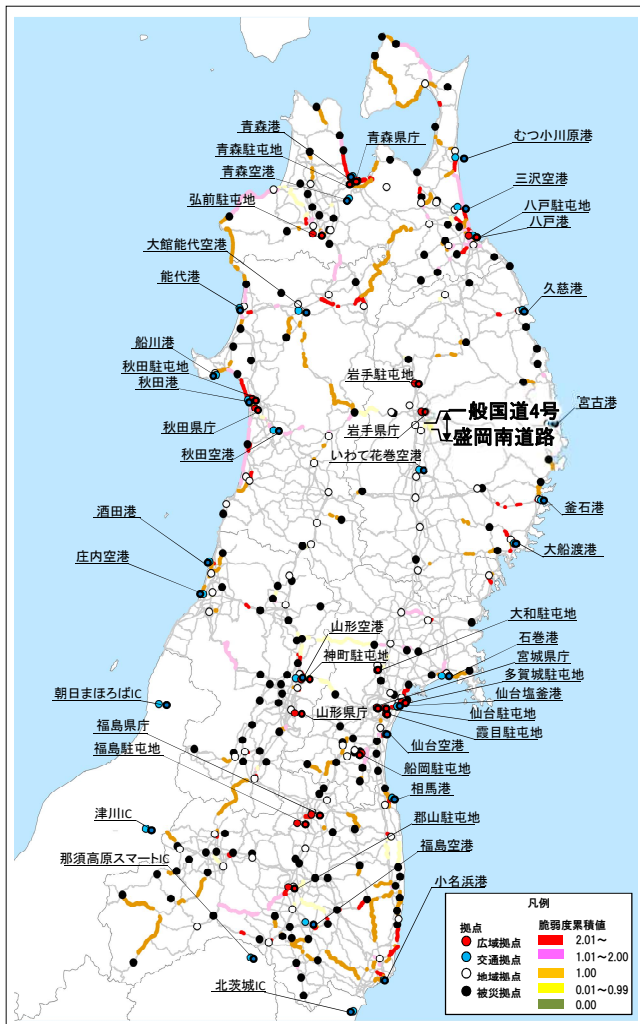 青森港
青森駐屯地
青森空港
弘前駐屯地
大館能代空港
能代港
船川港
秋田駐屯地
秋田港
秋田県庁
秋田空港
青森県庁
むつ小川原港
三沢空港
八戸駐屯地
八戸港
久慈港
岩手駐屯地
岩手県庁
一般国道4号
盛岡南道路
宮古港
いわて花巻空港
釜石港
大船渡港
酒田港
庄内空港
山形空港
神町駐屯地
大和駐屯地
石巻港
宮城県庁
多賀城駐屯地
仙台塩釜港
仙台駐屯地
霞目駐屯地
仙台空港
船岡駐屯地
相馬港
朝日まほろばIC
山形県庁
福島県庁
福島駐屯地
郡山駐屯地
福島空港
津川IC
那須高原スマートIC
小名浜港
北茨城IC
凡例
拠点
広域拠点
交通拠点
地域拠点
被災拠点
脆弱度累積値
2.01~
1.01~2.00
1.00
0.01~0.99
0.00